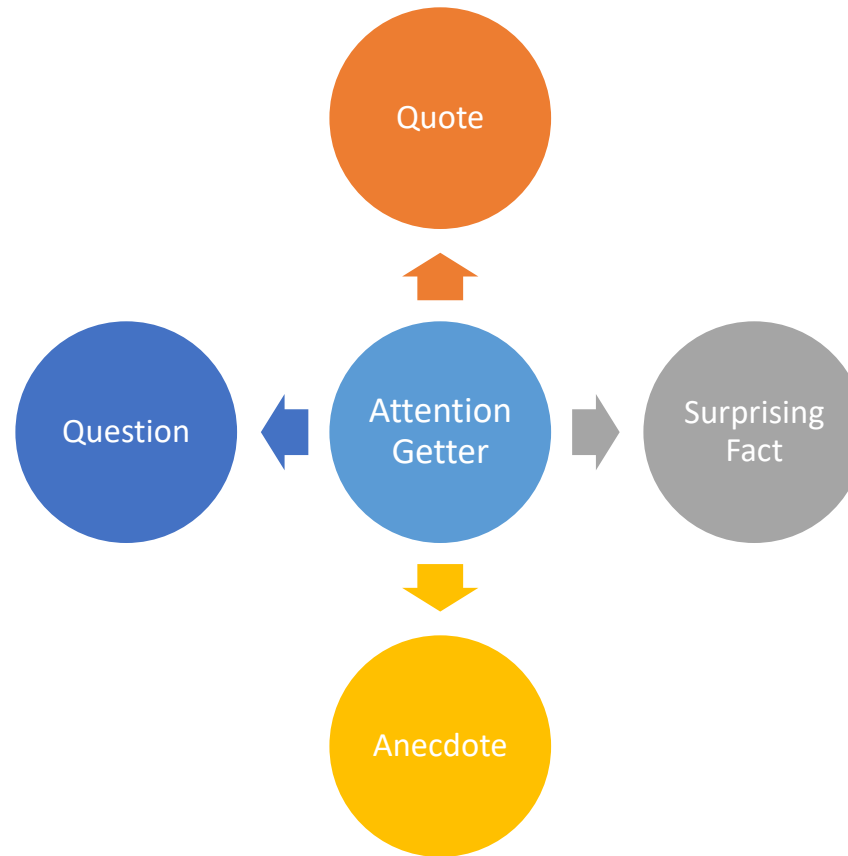 Quote
Question
Attention
Getter
Surprising
Fact
Anecdote